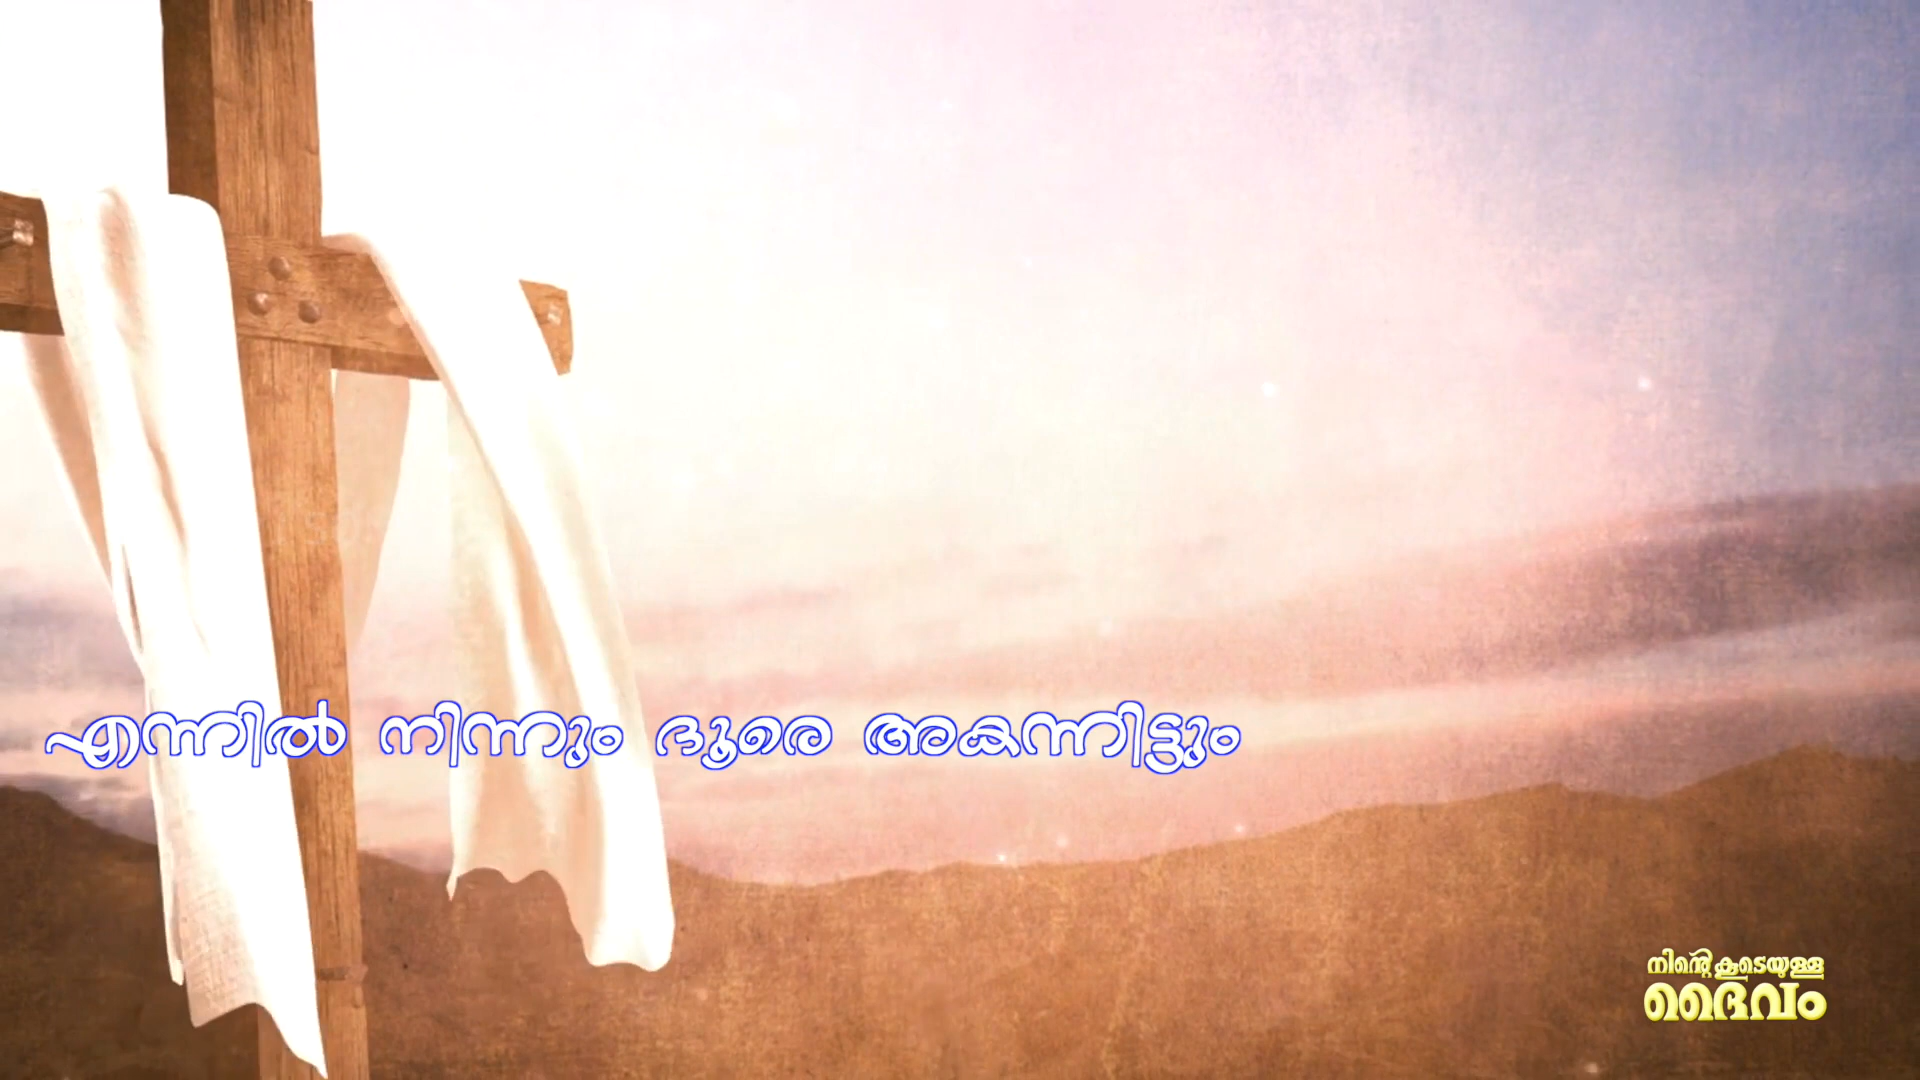 എന്നിൽ നിന്നും ദൂരെ അകന്നിട്ടും
നിന്റെകൂടെയുള്ള
ദൈവം